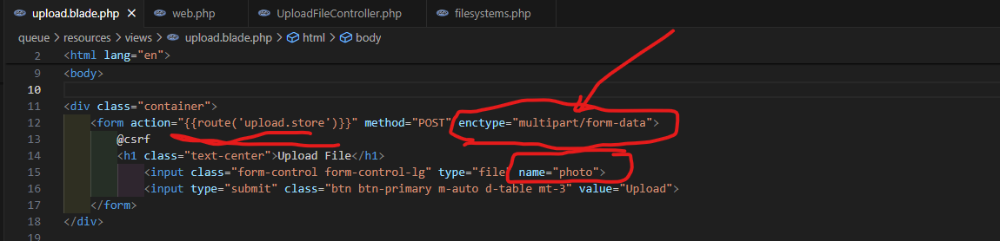 upload.blade.php × web.php UploadFileController.php filesystems.php
queue > resources > views > upload.blade.php > html > body
2 <html lang="en">
9 <body>
10
11 <div class="container">
12 <form action="{{route('upload.store')}}" method="POST" enctype="multipart/form-data">
13 @csrf
14 <h1 class="text-center">Upload File</h1>
15 <input class="form-control form-control-lg" type="file" name="photo">
16 <input type="submit" class="btn btn-primary m-auto d-table mt-3" value="Upload">
17 </form>
18 </div>
19